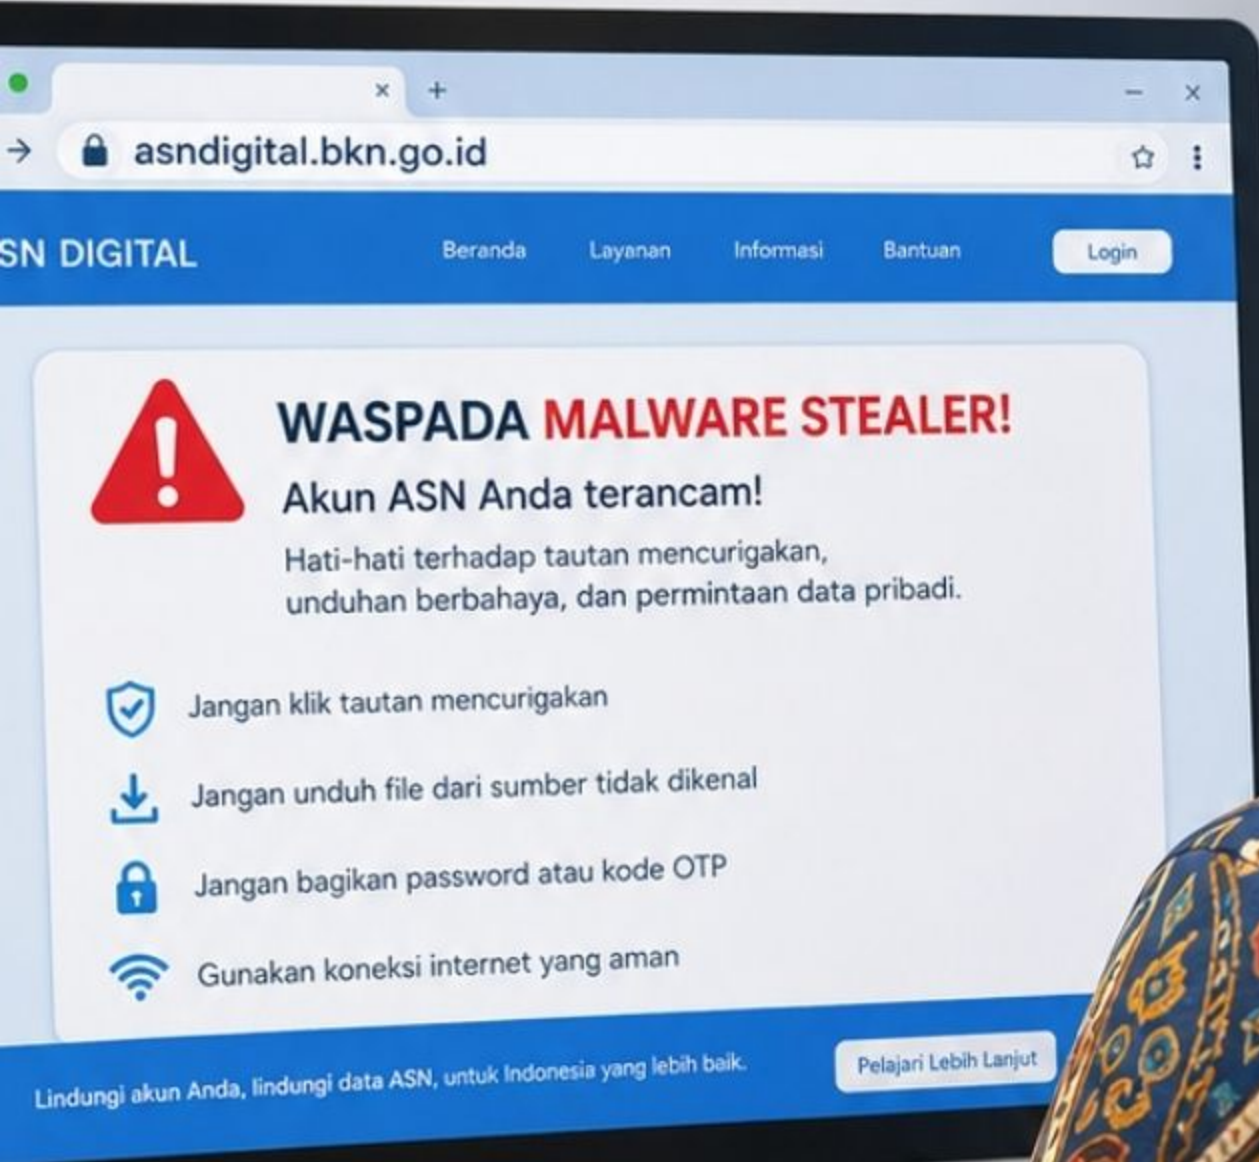 asndigital.bkn.go.id
SN DIGITAL
Beranda
Layanan
Informasi
Bantuan
Login
WASPADA MALWARE STEALER!
Akun ASN Anda terancam!
Hati-hati terhadap tautan mencurigakan,
unduhan berbahaya, dan permintaan data pribadi.
Jangan klik tautan mencurigakan
Jangan unduh file dari sumber tidak dikenal
Jangan bagikan password atau kode OTP
Gunakan koneksi internet yang aman
Lindungi akun Anda, lindungi data ASN, untuk Indonesia yang lebih baik.
Pelajari Lebih Lanjut